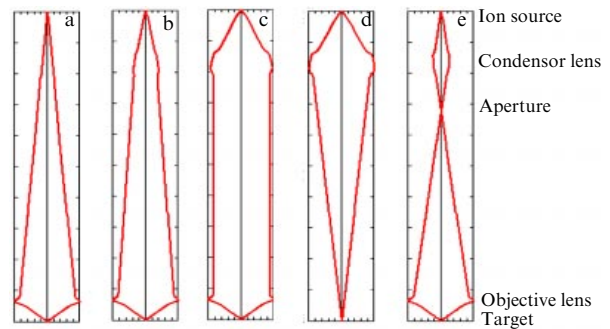 a b c d e
Ion source
Condensor lens
Aperture
Objective lens
Target